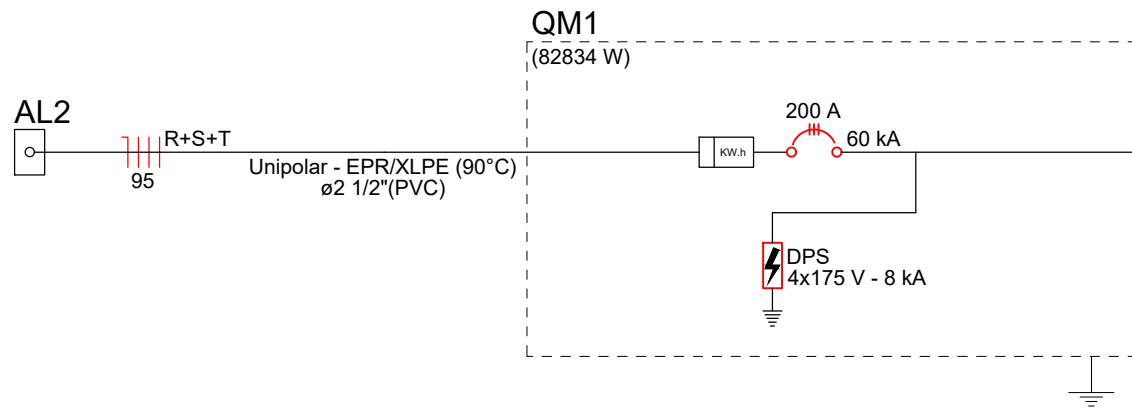 QM1
(82834 W)
AL2
R+S+T
95
Unipolar - EPR/XLPE (90°C)
ø2 1/2"(PVC)
KW.h
200 A
60 kA
DPS
4x175 V - 8 kA